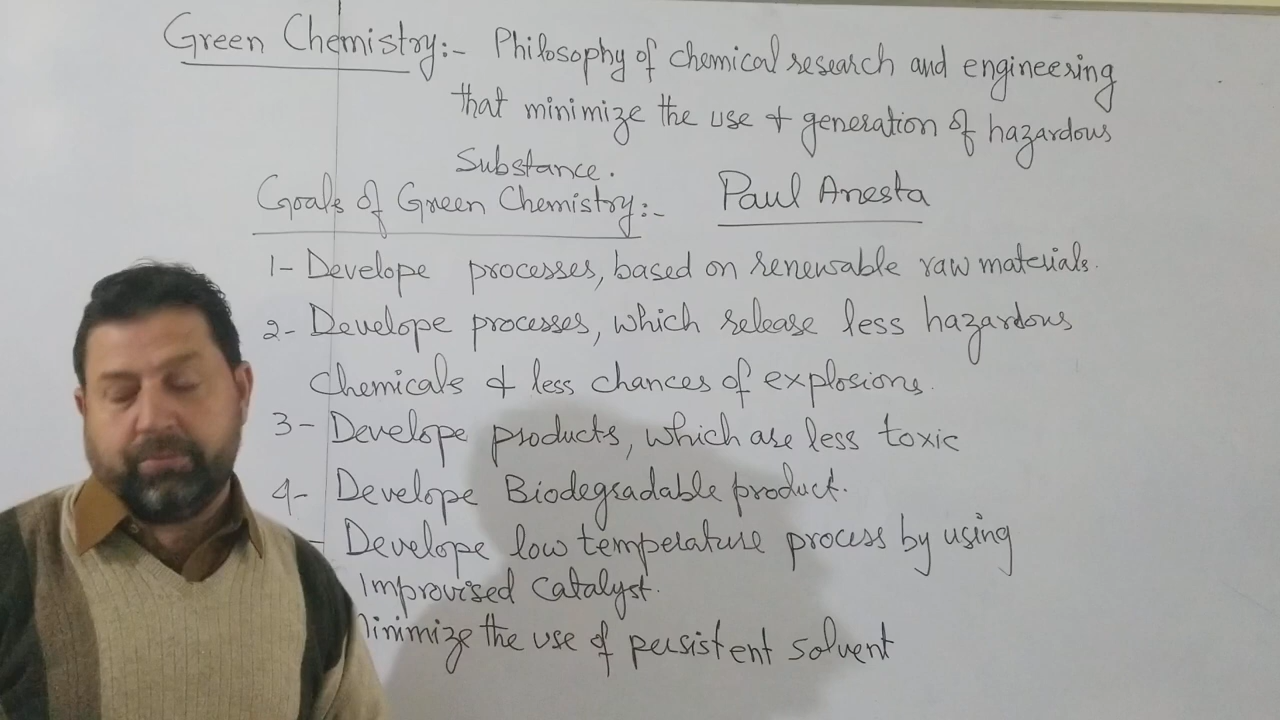 Green Chemistry:- Philosophy of chemical research and engineering
that minimize the use & generation of hazardous
Substance.
Goals of Green Chemistry:- Paul Anesta
1- Develope processes, based on renewable raw materials.
2- Develope processes, which release less hazardous
Chemicals & less chances of explosions.
3- Develope products, which are less toxic
4- Develope Biodegradable product.
- Develope low temperature process by using
Improvised Catalyst.
inimize the use of persistent solvent